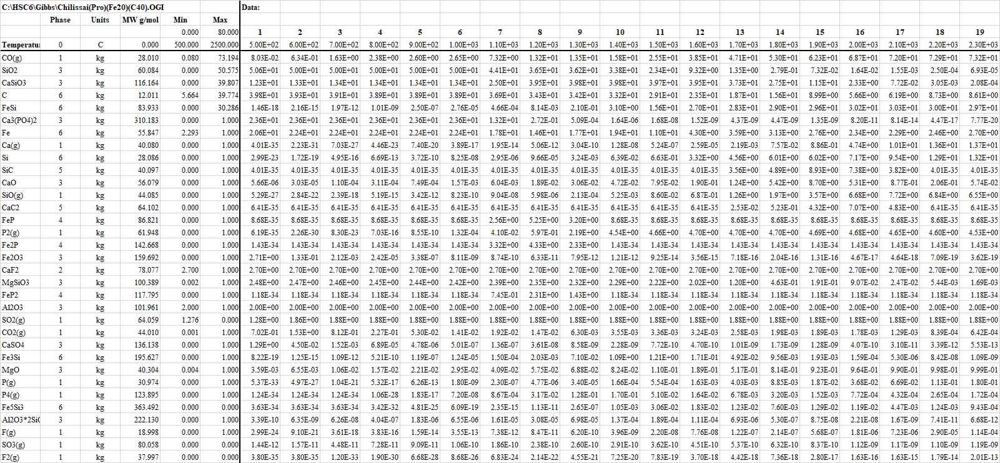 C:\HSC6\Gibbs\Chilissai(Pro)(Fe20)(C40).OGI Data:
Phase Units MW g/mol Min Max
0.000 80.000 1 2 3 4 5 6 7 8 9 10 11 12 13 14 15 16 17 18 19
Temperatur 0 C 0.000 500.000 2500.000 5.00E+02 6.00E+02 7.00E+02 8.00E+02 9.00E+02 1.00E+03 1.10E+03 1.20E+03 1.30E+03 1.40E+03 1.50E+03 1.60E+03 1.70E+03 1.80E+03 1.90E+03 2.00E+03 2.10E+03 2.20E+03 2.30E+03
CO(g) 1 kg 28.010 0.080 73.194 8.03E-02 6.34E-01 1.63E+00 2.38E+00 2.60E+00 2.65E+00 7.32E+00 1.32E+01 1.35E+01 1.58E+01 2.55E+01 3.85E+01 4.71E+01 5.30E+01 6.23E+01 6.87E+01 7.20E+01 7.29E+01 7.32E+01
SiO2 3 kg 60.084 0.000 50.575 5.06E+01 5.00E+01 5.00E+01 5.00E+01 5.00E+01 5.00E+01 4.41E+01 3.65E+01 3.62E+01 3.38E+01 2.34E+01 9.32E+00 1.35E+00 2.79E-01 7.32E-02 1.64E-02 1.55E-03 2.50E-04 6.93E-05
CaSiO3 3 kg 116.164 0.000 39.807 1.23E+01 1.33E+01 1.34E+01 1.34E+01 1.34E+01 1.34E+01 2.50E+01 3.95E+01 3.98E+01 3.98E+01 3.97E+01 3.95E+01 3.73E+01 2.75E+01 1.15E+01 2.33E+00 7.72E-02 3.05E-03 2.08E-04
C 6 kg 12.011 5.664 39.774 3.98E+01 3.93E+01 3.91E+01 3.89E+01 3.89E+01 3.89E+01 3.69E+01 3.43E+01 3.42E+01 3.32E+01 2.91E+01 2.35E+01 1.87E+01 1.56E+01 8.99E+00 5.66E+00 6.19E+00 8.73E+00 8.61E+00
FeSi 6 kg 83.933 0.000 30.286 1.46E-18 2.16E-15 1.97E-12 1.01E-09 2.50E-07 2.76E-05 4.66E-04 8.14E-03 2.10E-01 3.10E+00 1.56E+01 2.70E+01 2.83E+01 2.90E+01 2.96E+01 3.02E+01 3.03E+01 3.00E+01 2.97E+01
Ca3(PO4)2 3 kg 310.183 0.000 1.000 2.36E+01 2.36E+01 2.36E+01 2.36E+01 2.36E+01 2.36E+01 1.32E+01 2.72E-01 5.09E-04 1.64E-06 1.68E-08 1.52E-09 4.37E-09 4.47E-09 1.35E-09 8.20E-11 8.14E-14 4.47E-17 7.77E-20
Fe 6 kg 55.847 2.293 1.000 2.06E+01 2.24E+01 2.24E+01 2.24E+01 2.24E+01 2.24E+01 1.78E+01 1.46E+01 1.77E+01 1.94E+01 1.10E+01 4.30E+00 3.59E+00 3.13E+00 2.76E+00 2.34E+00 2.29E+00 2.46E+00 2.70E+00
Ca(g) 1 kg 40.080 0.000 1.000 4.01E-35 2.23E-31 7.03E-27 4.46E-23 7.40E-20 3.89E-17 1.95E-14 5.06E-12 3.04E-10 1.28E-08 5.24E-07 2.59E-05 2.19E-03 7.57E-02 8.86E-01 4.74E+00 1.01E+01 1.36E+01 1.37E+01
Si 6 kg 28.086 0.000 1.000 2.99E-23 1.72E-19 4.95E-16 6.69E-13 3.72E-10 8.25E-08 2.95E-06 9.66E-05 3.24E-03 6.39E-02 6.63E-01 3.32E+00 4.56E+00 6.01E+00 6.02E+00 7.17E+00 9.54E+00 1.29E+01 1.32E+01
SiC 5 kg 40.097 0.000 1.000 4.01E-35 4.01E-35 4.01E-35 4.01E-35 4.01E-35 4.01E-35 4.01E-35 4.01E-35 4.01E-35 4.01E-35 4.01E-35 4.01E-35 3.56E+00 4.89E+00 8.93E+00 7.38E+00 3.82E+00 4.01E-35 4.01E-35
CaO 3 kg 56.079 0.000 1.000 5.66E-06 3.03E-05 1.10E-04 3.11E-04 7.49E-04 1.57E-03 6.04E-03 1.89E-02 3.06E-02 4.72E-02 7.95E-02 1.90E-01 1.24E+00 5.42E+00 8.70E+00 5.31E+00 8.77E-01 2.06E-01 5.74E-02
SiO(g) 1 kg 44.085 0.000 1.000 5.29E-27 2.84E-22 2.39E-18 5.19E-15 3.42E-12 8.23E-10 9.04E-08 5.98E-06 2.13E-04 5.25E-03 8.60E-02 6.87E-01 1.26E+00 1.97E+00 3.57E+00 6.68E+00 7.72E+00 6.84E+00 6.55E+00
CaC2 5 kg 64.102 0.000 1.000 6.41E-35 6.41E-35 6.41E-35 6.41E-35 6.41E-35 6.41E-35 6.41E-35 6.41E-35 6.41E-35 6.41E-35 6.41E-35 6.41E-35 2.53E-02 5.23E-01 4.32E+00 7.07E+00 4.83E+00 6.41E-35 6.41E-35
FeP 4 kg 86.821 0.000 1.000 8.68E-35 8.68E-35 8.68E-35 8.68E-35 8.68E-35 8.68E-35 2.56E+00 5.25E+00 3.20E+00 8.68E-35 8.68E-35 8.68E-35 8.68E-35 8.68E-35 8.68E-35 8.68E-35 8.68E-35 8.68E-35 8.68E-35
P2(g) 1 kg 61.948 0.000 1.000 6.19E-35 2.26E-30 8.30E-23 7.03E-16 8.55E-10 1.32E-04 4.10E-02 5.97E-01 2.19E+00 4.54E+00 4.66E+00 4.70E+00 4.70E+00 4.70E+00 4.69E+00 4.68E+00 4.65E+00 4.60E+00 4.53E+00
Fe2P 4 kg 142.668 0.000 1.000 1.43E-34 1.43E-34 1.43E-34 1.43E-34 1.43E-34 1.43E-34 3.32E+00 4.33E+00 2.33E+00 1.43E-34 1.43E-34 1.43E-34 1.43E-34 1.43E-34 1.43E-34 1.43E-34 1.43E-34 1.43E-34 1.43E-34
Fe2O3 3 kg 159.692 0.000 1.000 2.71E+00 1.33E-01 2.12E-03 2.42E-05 3.38E-07 8.11E-09 8.74E-10 6.33E-11 7.95E-12 1.21E-12 9.25E-14 3.56E-15 7.18E-16 2.04E-16 1.31E-16 4.67E-17 4.64E-18 7.09E-19 3.62E-19
CaF2 2 kg 78.077 2.700 1.000 2.70E+00 2.70E+00 2.70E+00 2.70E+00 2.70E+00 2.70E+00 2.70E+00 2.70E+00 2.70E+00 2.70E+00 2.70E+00 2.70E+00 2.70E+00 2.70E+00 2.70E+00 2.70E+00 2.70E+00 2.70E+00 2.70E+00
MgSiO3 3 kg 100.389 0.002 1.000 2.48E+00 2.47E+00 2.46E+00 2.45E+00 2.44E+00 2.42E+00 2.39E+00 2.35E+00 2.32E+00 2.29E+00 2.22E+00 2.02E+00 1.20E+00 4.63E-01 1.91E-01 9.07E-02 2.47E-02 5.44E-03 1.69E-03
FeP2 4 kg 117.795 0.000 1.000 1.18E-34 1.18E-34 1.18E-34 1.18E-34 1.18E-34 1.18E-34 7.45E-01 2.31E+00 1.43E+00 1.18E-34 1.18E-34 1.18E-34 1.18E-34 1.18E-34 1.18E-34 1.18E-34 1.18E-34 1.18E-34 1.18E-34
Al2O3 3 kg 101.961 2.000 1.000 2.00E+00 2.00E+00 2.00E+00 2.00E+00 2.00E+00 2.00E+00 2.00E+00 2.00E+00 2.00E+00 2.00E+00 2.00E+00 2.00E+00 2.00E+00 2.00E+00 2.00E+00 2.00E+00 2.00E+00 2.00E+00 2.00E+00
SO2(g) 1 kg 64.059 1.276 0.000 1.28E+00 1.86E+00 1.88E+00 1.88E+00 1.88E+00 1.88E+00 1.88E+00 1.88E+00 1.88E+00 1.88E+00 1.88E+00 1.88E+00 1.88E+00 1.88E+00 1.88E+00 1.88E+00 1.88E+00 1.88E+00 1.88E+00
CO2(g) 1 kg 44.010 0.001 1.000 7.02E-01 1.53E+00 8.12E-01 2.27E-01 5.30E-02 1.41E-02 1.92E-02 1.47E-02 6.30E-03 3.55E-03 3.36E-03 3.24E-03 2.58E-03 1.98E-03 1.89E-03 1.78E-03 1.29E-03 8.39E-04 6.42E-04
CaSO4 3 kg 136.138 0.000 1.000 1.29E+00 4.50E-02 1.52E-03 6.89E-05 4.78E-06 5.01E-07 1.36E-07 3.61E-08 8.58E-09 2.28E-09 7.72E-10 4.70E-10 1.01E-09 1.73E-09 1.28E-09 4.07E-10 3.10E-11 3.39E-12 5.53E-13
Fe3Si 6 kg 195.627 0.000 1.000 8.22E-19 1.25E-15 1.09E-12 5.21E-10 1.19E-07 1.24E-05 1.50E-04 2.03E-03 7.10E-02 1.09E+00 1.21E+00 1.71E-01 4.92E-02 9.56E-03 1.93E-03 1.59E-04 5.30E-06 8.42E-08 1.09E-09
MgO 3 kg 40.304 0.004 1.000 3.59E-03 6.55E-03 1.06E-02 1.57E-02 2.21E-02 2.95E-02 4.09E-02 5.75E-02 6.88E-02 8.24E-02 1.10E-01 1.89E-01 5.17E-01 8.14E-01 9.23E-01 9.64E-01 9.90E-01 9.98E-01 9.99E-01
P(g) 1 kg 30.974 0.000 1.000 5.37E-33 4.97E-27 1.04E-21 5.32E-17 6.26E-13 1.80E-09 2.30E-07 4.77E-06 3.40E-05 1.66E-04 5.54E-04 1.63E-03 4.03E-03 8.85E-03 1.87E-02 3.68E-02 6.69E-02 1.13E-01 1.80E-01
P4(g) 1 kg 123.895 0.000 1.000 1.24E-34 1.24E-34 1.24E-34 1.06E-28 1.83E-17 7.20E-08 8.67E-04 3.17E-02 1.28E-01 1.70E-01 5.10E-02 1.64E-02 6.78E-03 3.20E-03 1.52E-03 7.72E-04 4.32E-04 2.65E-04 1.72E-04
Fe5Si3 6 kg 363.492 0.000 0.000 3.63E-34 3.63E-34 3.63E-34 3.42E-32 4.81E-25 6.09E-19 2.35E-15 1.13E-11 2.65E-07 1.05E-03 3.06E-02 1.83E-02 1.23E-02 7.60E-03 1.29E-02 1.19E-02 4.47E-03 1.24E-03 9.43E-04
Al2O3*2SiO 3 kg 222.130 0.000 1.000 3.39E-10 6.35E-09 6.26E-08 4.04E-07 1.83E-06 6.55E-06 1.61E-05 3.08E-05 6.98E-05 1.37E-04 1.89E-04 1.11E-04 6.93E-06 5.30E-07 8.75E-08 2.21E-08 1.67E-09 7.41E-11 6.68E-12
F(g) 1 kg 18.998 0.000 1.000 2.99E-24 9.10E-21 3.61E-18 3.83E-16 1.59E-14 3.55E-13 7.38E-12 8.47E-11 6.20E-10 3.96E-09 2.20E-08 7.76E-08 1.22E-07 2.14E-07 5.68E-07 1.81E-06 7.23E-06 2.90E-05 1.14E-04
SO3(g) 1 kg 80.058 0.000 0.000 1.44E-12 1.57E-11 4.48E-11 7.28E-11 9.09E-11 1.06E-10 1.86E-10 2.38E-10 2.60E-10 2.91E-10 3.62E-10 4.51E-10 5.37E-10 6.32E-10 8.37E-10 1.12E-09 1.17E-09 1.10E-09 1.19E-09
F2(g) 1 kg 37.997 0.000 0.000 3.80E-35 3.80E-35 1.20E-33 1.90E-30 6.68E-28 8.68E-26 6.83E-24 2.14E-22 4.55E-21 7.25E-20 7.83E-19 3.70E-18 4.42E-18 7.36E-18 2.80E-17 1.63E-16 1.63E-15 1.79E-14 2.01E-13